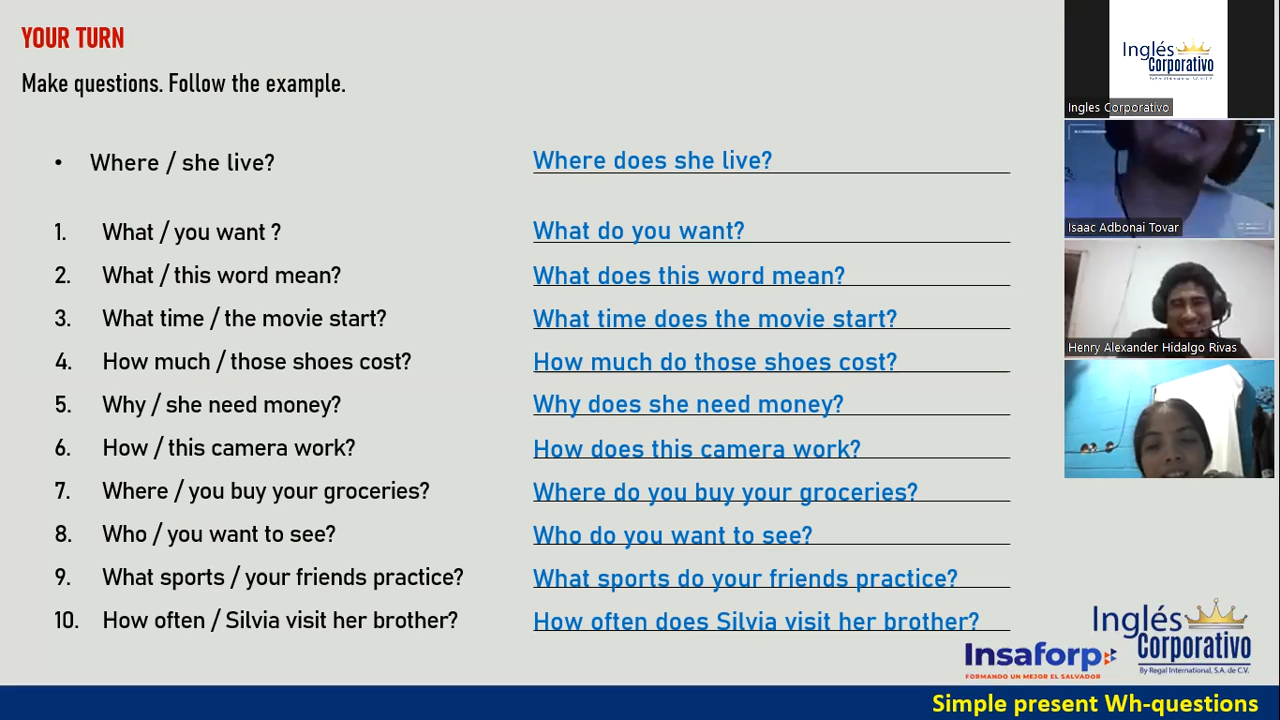 YOUR TURN
Make questions. Follow the example.
• Where / she live? Where does she live?
1. What / you want ? What do you want?
2. What / this word mean? What does this word mean?
3. What time / the movie start? What time does the movie start?
4. How much / those shoes cost? How much do those shoes cost?
5. Why / she need money? Why does she need money?
6. How / this camera work? How does this camera work?
7. Where / you buy your groceries? Where do you buy your groceries?
8. Who / you want to see? Who do you want to see?
9. What sports / your friends practice? What sports do your friends practice?
10. How often / Silvia visit her brother? How often does Silvia visit her brother?
Inglés
Corporativo
Ingles Corporativo
Isaac Adbonai Tovar
Henry Alexander Hidalgo Rivas
Insaforp
FORMANDO UN MEJOR EL SALVADOR
Inglés
Corporativo
By Regal International, S.A. de C.V.
Simple present Wh-questions